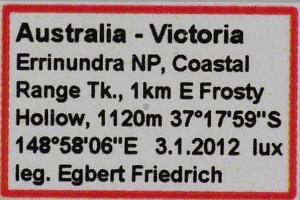 Australia - Victoria
Errinundra NP, Coastal
Range Tk., 1km E Frosty
Hollow, 1120m 37°17'59"S
148°58'06"E 3.1.2012 lux
leg. Egbert Friedrich